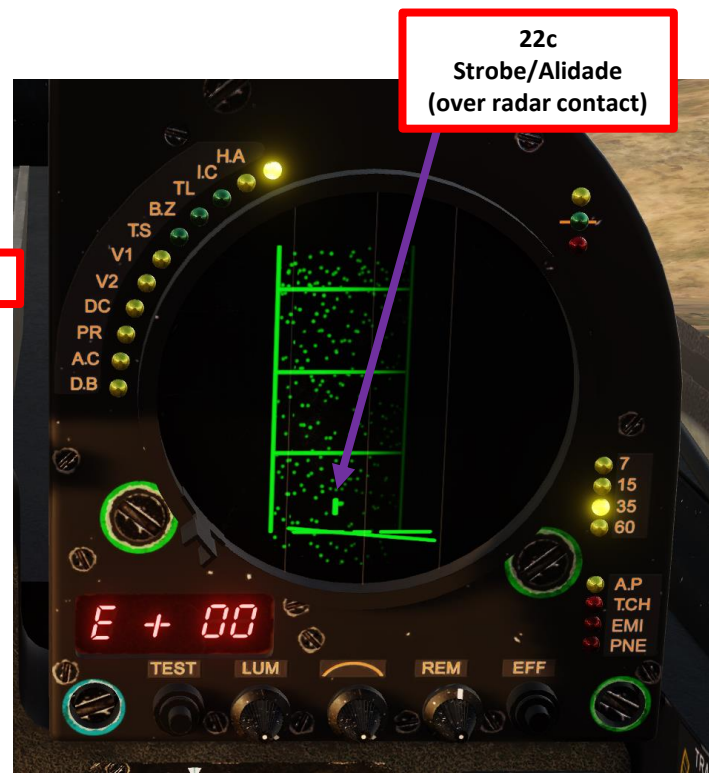 22c
Strobe/Alidade
(over radar contact)
H.A
I.C
TL
B.Z
T.S
V1
V2
DC
PR
A.C
D.B
7
15
35
60
A.P
T.CH
EMI
PNE
E + 00
TEST LUM REM EFF